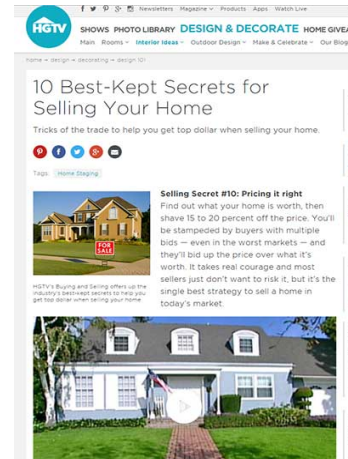 HGTV
Newsletters Magazine Products Apps Watch Live
SHOWS PHOTO LIBRARY DESIGN & DECORATE HOME GIVEA
Main Rooms Interior Ideas Outdoor Design Make & Celebrate Our Blog
home design decorating design 101
10 Best-Kept Secrets for
Selling Your Home
Tricks of the trade to help you get top dollar when selling your home.
Tags: Home Staging
FOR
SALE
HGTV's Buying and Selling offers up the
industry's best-kept secrets to help you
get top dollar when selling your home
Selling Secret #10: Pricing it right
Find out what your home is worth, then
shave 15 to 20 percent off the price. You'll
be stampeded by buyers with multiple
bids — even in the worst markets — and
they'll bid up the price over what it's
worth. It takes real courage and most
sellers just don't want to risk it, but it's the
single best strategy to sell a home in
today's market.